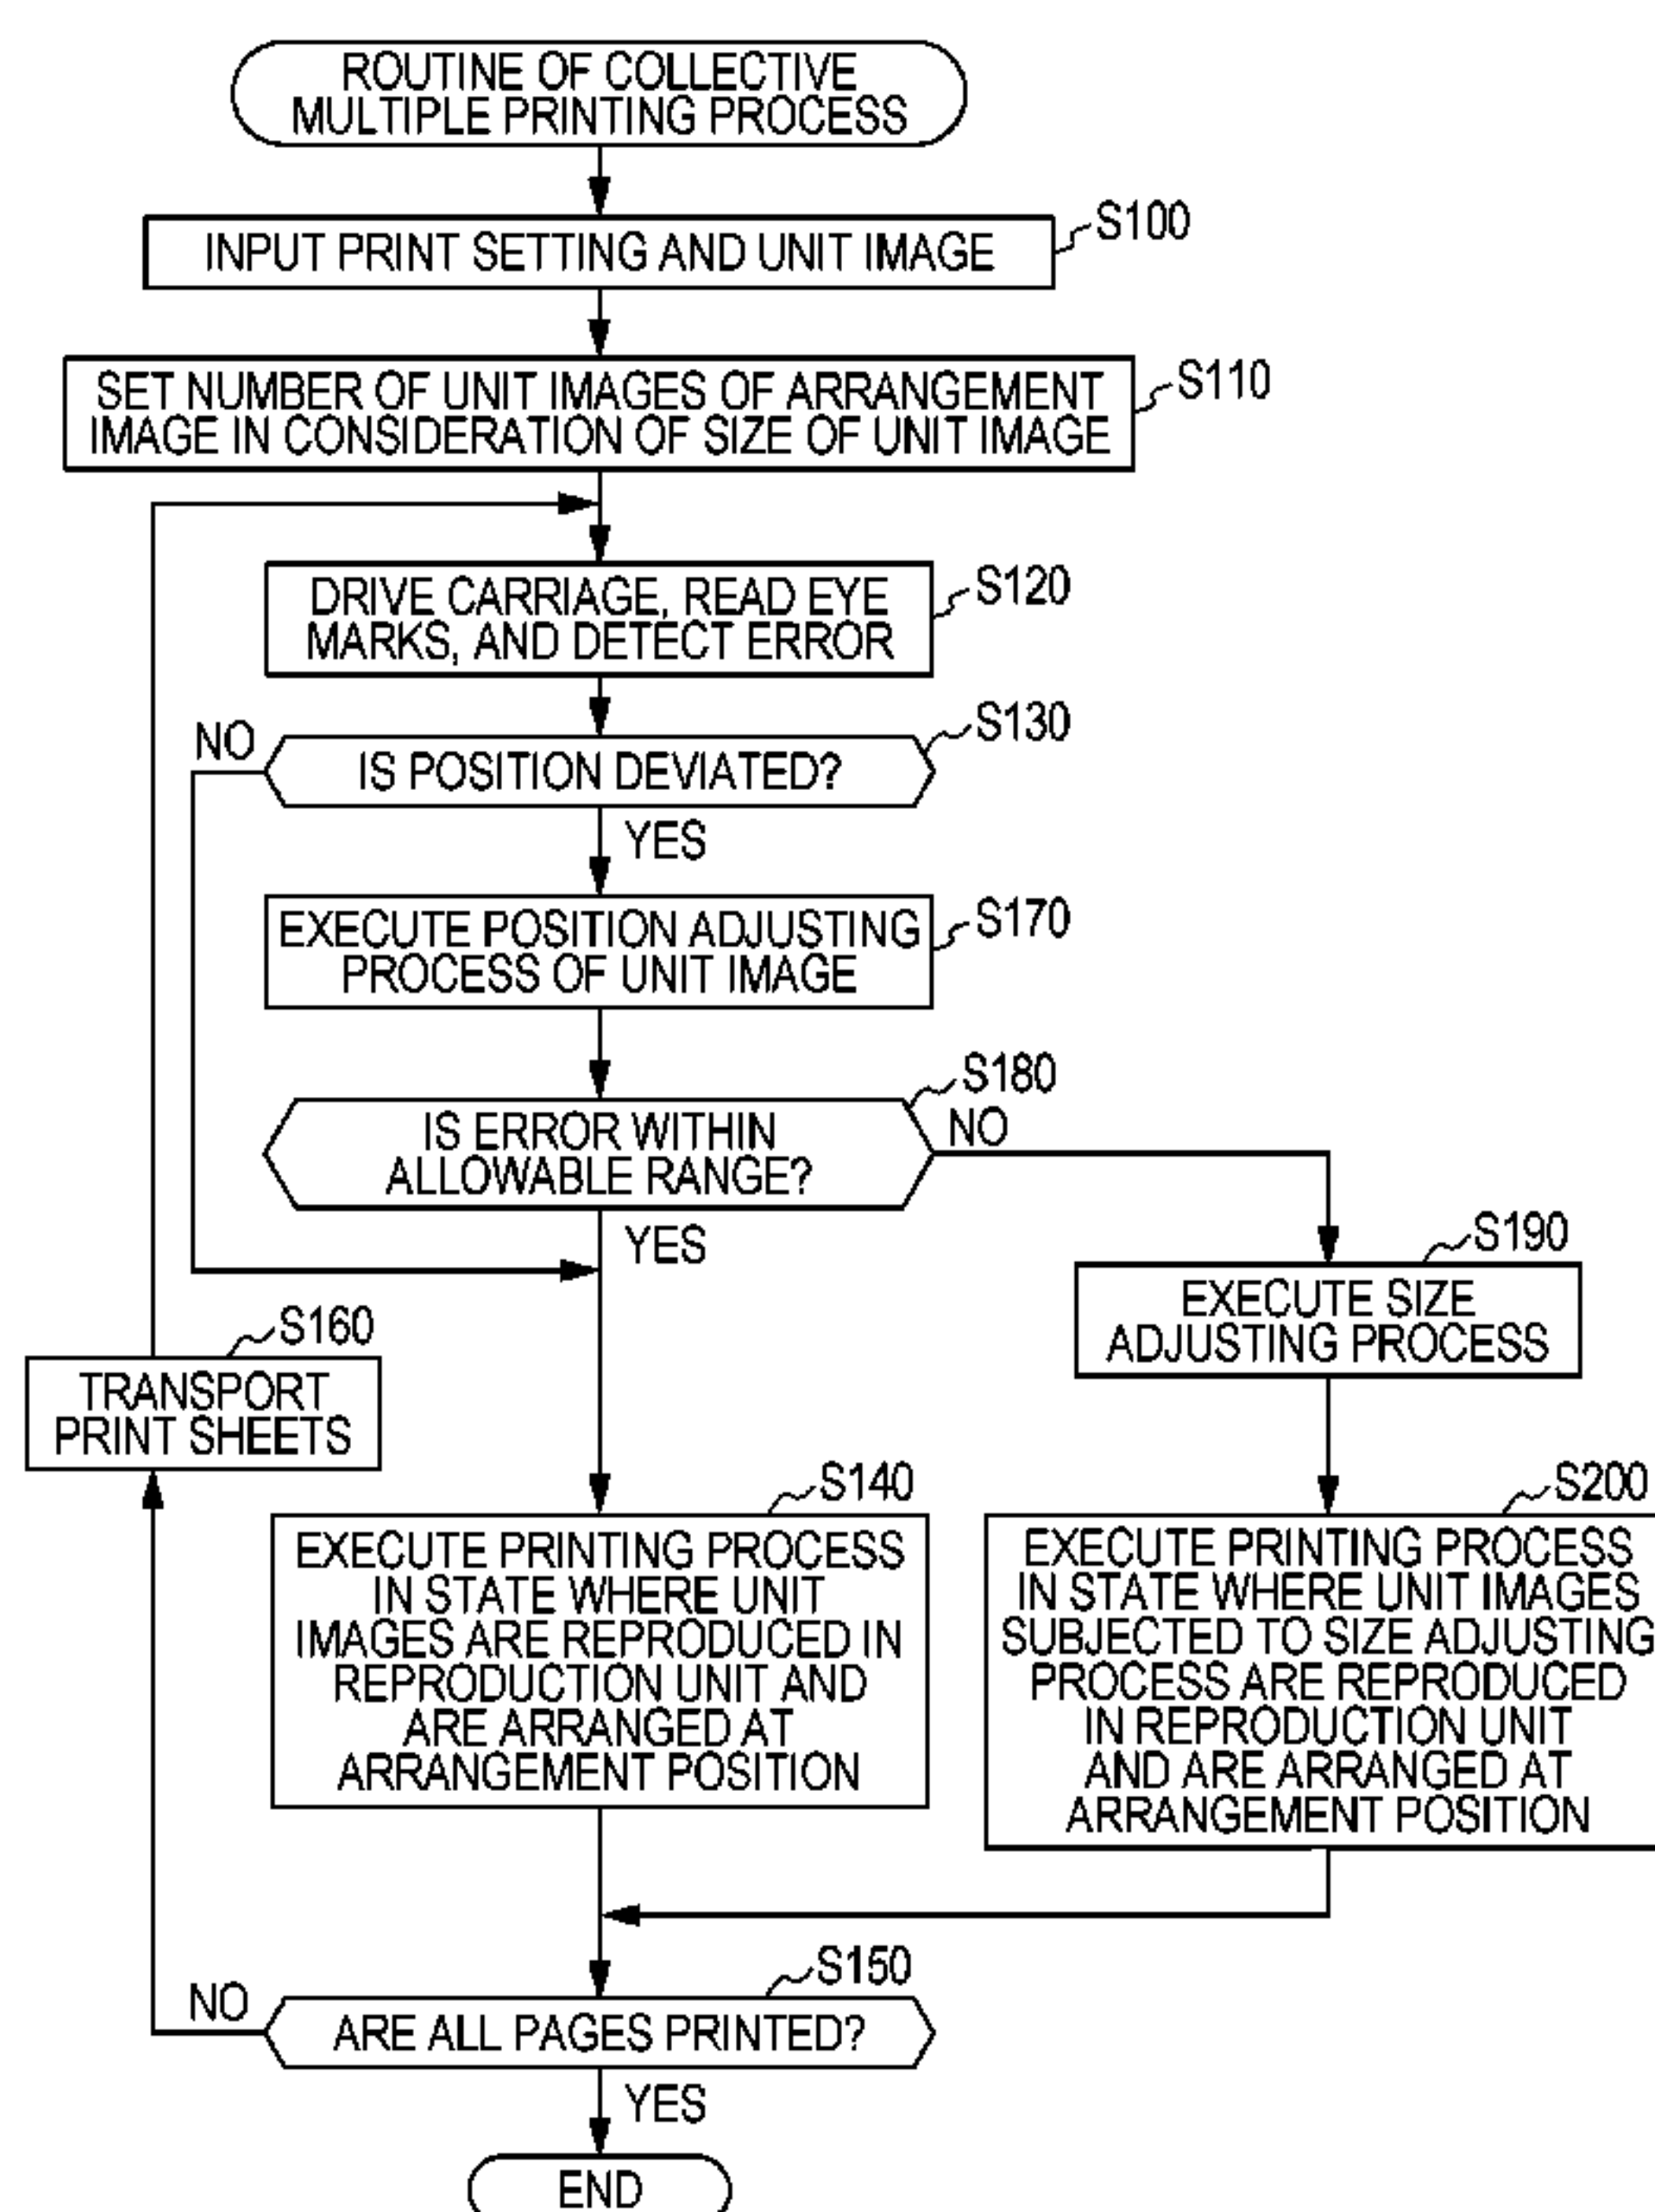 ROUTINE OF COLLECTIVE
MULTIPLE PRINTING PROCESS
S100
INPUT PRINT SETTING AND UNIT IMAGE
S110
SET NUMBER OF UNIT IMAGES OF ARRANGEMENT
IMAGE IN CONSIDERATION OF SIZE OF UNIT IMAGE
S120
DRIVE CARRIAGE, READ EYE
MARKS, AND DETECT ERROR
S130
NO
IS POSITION DEVIATED?
YES
S170
EXECUTE POSITION ADJUSTING
PROCESS OF UNIT IMAGE
S180
NO
IS ERROR WITHIN
ALLOWABLE RANGE?
YES
S190
EXECUTE SIZE
ADJUSTING PROCESS
S160
TRANSPORT
PRINT SHEETS
S140
EXECUTE PRINTING PROCESS
IN STATE WHERE UNIT
IMAGES ARE REPRODUCED IN
REPRODUCTION UNIT AND
ARE ARRANGED AT
ARRANGEMENT POSITION
S200
EXECUTE PRINTING PROCESS
IN STATE WHERE UNIT IMAGES
SUBJECTED TO SIZE ADJUSTING
PROCESS ARE REPRODUCED
IN REPRODUCTION UNIT
AND ARE ARRANGED AT
ARRANGEMENT POSITION
S150
NO
ARE ALL PAGES PRINTED?
YES
END